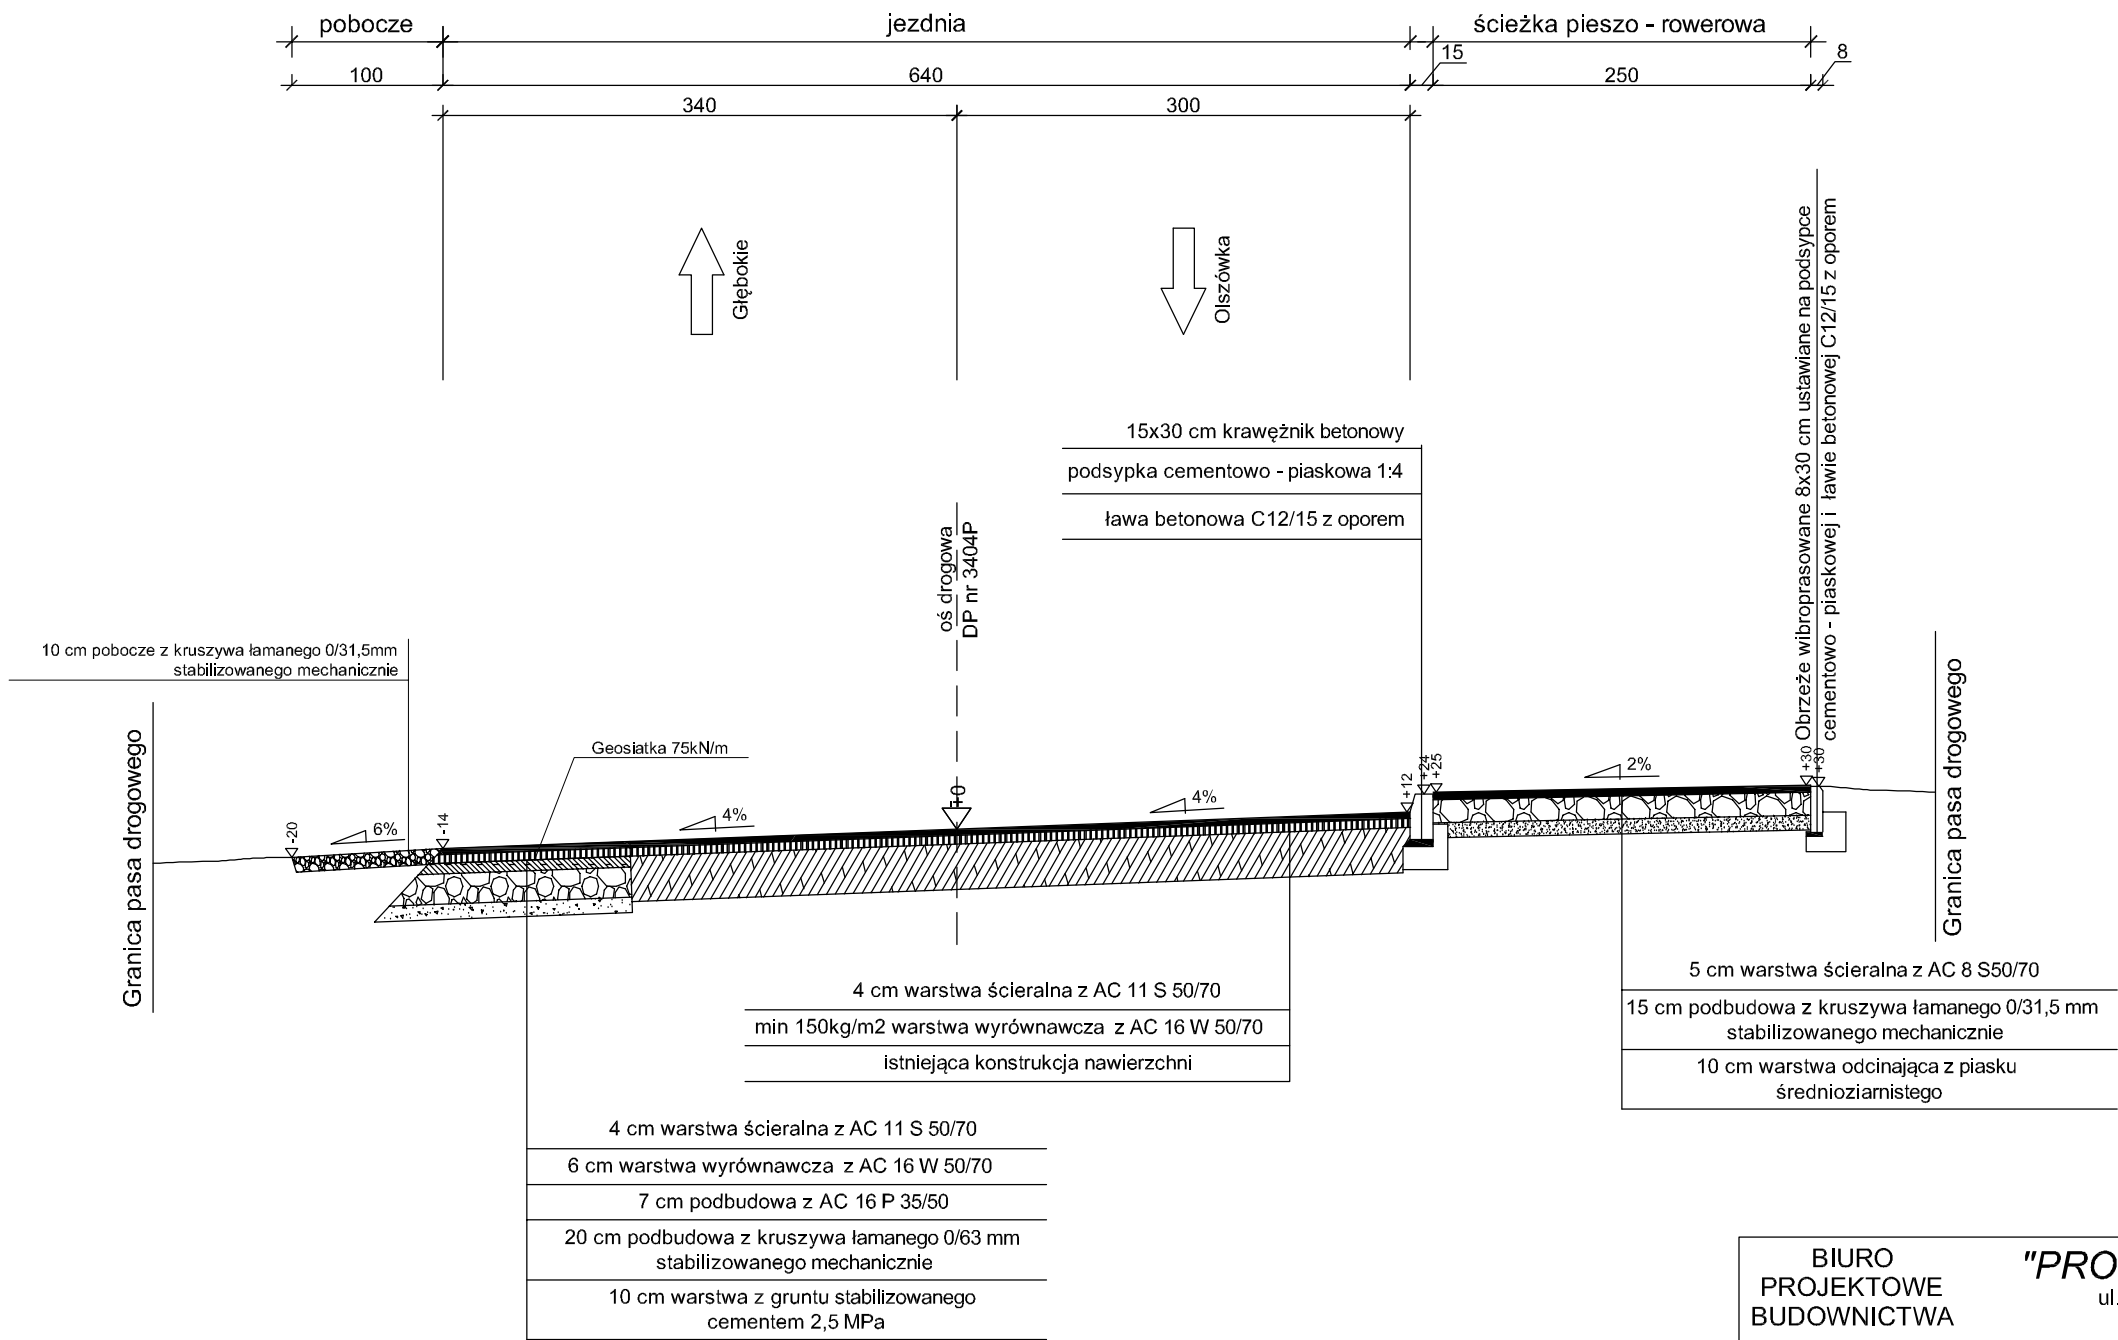 pobocze
jezdnia
ścieżka pieszo - rowerowa
100
640
15
250
8
340
300
Głębokie
Olszówka
Obrzeże wibroprasowane 8x30 cm ustawiane na podsypce
cementowo - piaskowej i ławie betonowej C12/15 z oporem
15x30 cm krawężnik betonowy
podsypka cementowo - piaskowa 1:4
ława betonowa C12/15 z oporem
oś drogowa
DP nr 3404P
10 cm pobocze z kruszywa łamanego 0/31,5mm
stabilizowanego mechanicznie
Granica pasa drogowego
Granica pasa drogowego
Geosiatka 75kN/m
-20
6%
-14
4%
+0
4%
+12
+24
+25
2%
+30
+30
4 cm warstwa ścieralna z AC 11 S 50/70
min 150kg/m2 warstwa wyrównawcza z AC 16 W 50/70
istniejąca konstrukcja nawierzchni
5 cm warstwa ścieralna z AC 8 S50/70
15 cm podbudowa z kruszywa łamanego 0/31,5 mm
stabilizowanego mechanicznie
10 cm warstwa odcinająca z piasku
średnioziarnistego
4 cm warstwa ścieralna z AC 11 S 50/70
6 cm warstwa wyrównawcza z AC 16 W 50/70
7 cm podbudowa z AC 16 P 35/50
20 cm podbudowa z kruszywa łamanego 0/63 mm
stabilizowanego mechanicznie
10 cm warstwa z gruntu stabilizowanego
cementem 2,5 MPa
BIURO
PROJEKTOWE
BUDOWNICTWA
"PRO
ul.